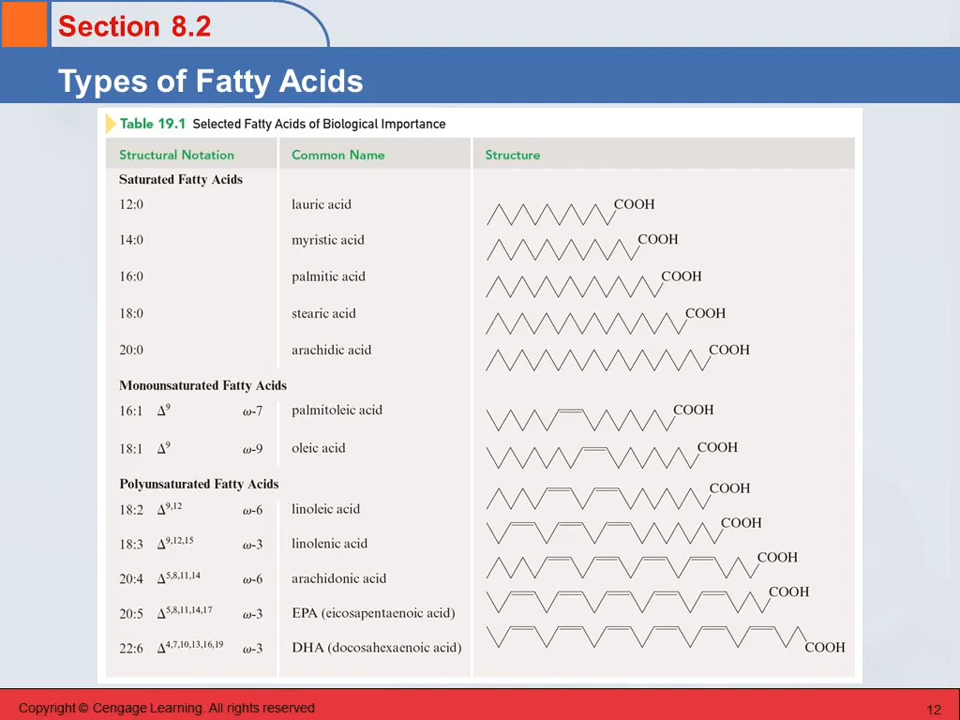 Section 8.2
Types of Fatty Acids
Table 19.1 Selected Fatty Acids of Biological Importance
Structural Notation Common Name Structure
Saturated Fatty Acids
12:0 lauric acid COOH
14:0 myristic acid COOH
16:0 palmitic acid COOH
18:0 stearic acid COOH
20:0 arachidic acid COOH
Monounsaturated Fatty Acids
16:1 Δ⁹ ω-7 palmitoleic acid COOH
18:1 Δ⁹ ω-9 oleic acid COOH
Polyunsaturated Fatty Acids
18:2 Δ⁹,¹² ω-6 linoleic acid COOH
18:3 Δ⁹,¹²,¹⁵ ω-3 linolenic acid COOH
20:4 Δ⁵,⁸,¹¹,¹⁴ ω-6 arachidonic acid COOH
20:5 Δ⁵,⁸,¹¹,¹⁴,¹⁷ ω-3 EPA (eicosapentaenoic acid) COOH
22:6 Δ⁴,⁷,¹⁰,¹³,¹⁶,¹⁹ ω-3 DHA (docosahexaenoic acid) COOH
Copyright © Cengage Learning. All rights reserved 12